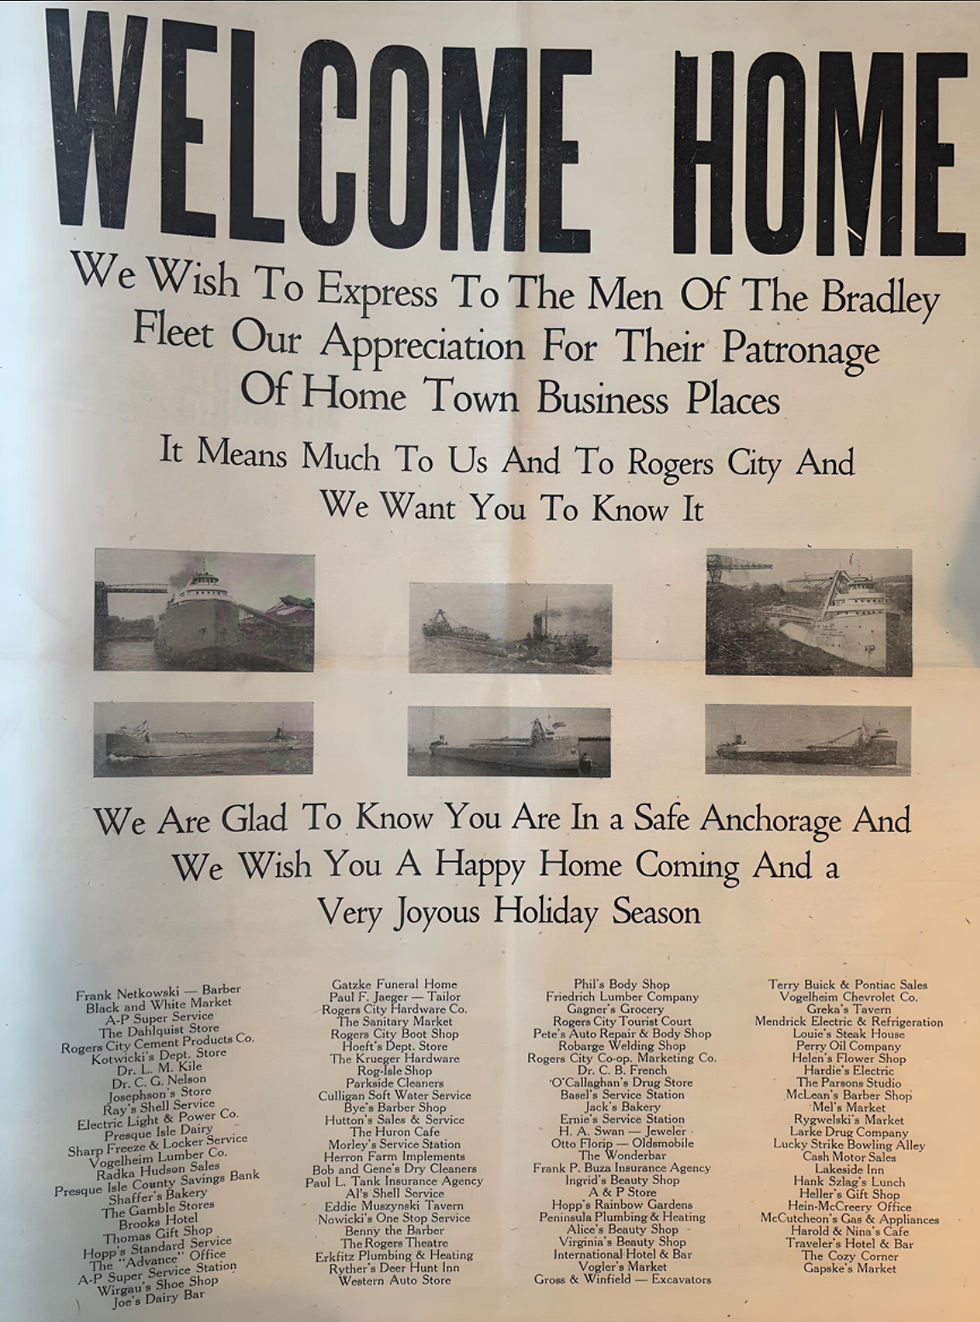 WELCOME HOME
We Wish To Express To The Men Of The Bradley
Fleet Our Appreciation For Their Patronage
Of Home Town Business Places
It Means Much To Us And To Rogers City And
We Want You To Know It
We Are Glad To Know You Are In a Safe Anchorage And
We Wish You A Happy Home Coming And a
Very Joyous Holiday Season
Frank Netkowski — Barber
Black and White Market
A-P Super Service
The Dahlquist Store
Rogers City Cement Products Co.
Kotwicki's Dept. Store
Dr. L. M. Kile
Dr. C. G. Nelson
Josephson's Store
Ray's Shell Service
Electric Light & Power Co.
Presque Isle Dairy
Sharp Freeze & Locker Service
Vogelheim Lumber Co.
Radka Hudson Sales
Presque Isle County Savings Bank
Shaffer's Bakery
The Gamble Stores
Brooks Hotel
Thomas Gift Shop
Hopp's Standard Service
The "Advance" Office
A-P Super Service Station
Wirgau's Shoe Shop
Joe's Dairy Bar
Gatzke Funeral Home
Paul F. Jaeger — Tailor
Rogers City Hardware Co.
The Sanitary Market
Rogers City Boot Shop
Hoeft's Dept. Store
The Krueger Hardware
Rog-Isle Shop
Parkside Cleaners
Culligan Soft Water Service
Bye's Barber Shop
Hutton's Sales & Service
The Huron Cafe
Morley's Service Station
Herron Farm Implements
Bob and Gene's Dry Cleaners
Paul L. Tank Insurance Agency
Al's Shell Service
Eddie Muszynski Tavern
Nowicki's One Stop Service
Benny the Barber
The Rogers Theatre
Erkfitz Plumbing & Heating
Ryther's Deer Hunt Inn
Western Auto Store
Phil's Body Shop
Friedrich Lumber Company
Gagner's Grocery
Rogers City Tourist Court
Pete's Auto Repair & Body Shop
Robarge Welding Shop
Rogers City Co-op. Marketing Co.
Dr. C. B. French
O'Callaghan's Drug Store
Basel's Service Station
Jack's Bakery
Ernie's Service Station
H. A. Swan — Jeweler
Otto Florip — Oldsmobile
The Wonderbar
Frank P. Buza Insurance Agency
Ingrid's Beauty Shop
A & P Store
Hopp's Rainbow Gardens
Peninsula Plumbing & Heating
Alice's Beauty Shop
Virginia's Beauty Shop
International Hotel & Bar
Vogler's Market
Gross & Winfield — Excavators
Terry Buick & Pontiac Sales
Vogelheim Chevrolet Co.
Greka's Tavern
Mendrick Electric & Refrigeration
Louie's Steak House
Perry Oil Company
Helen's Flower Shop
Hardie's Electric
The Parsons Studio
McLean's Barber Shop
Mel's Market
Rygwelski's Market
Larke Drug Company
Lucky Strike Bowling Alley
Cash Motor Sales
Lakeside Inn
Hank Szlag's Lunch
Heller's Gift Shop
Hein-McCreery Office
McCutcheon's Gas & Appliances
Harold & Nina's Cafe
Traveler's Hotel & Bar
The Cozy Corner
Gapske's Market